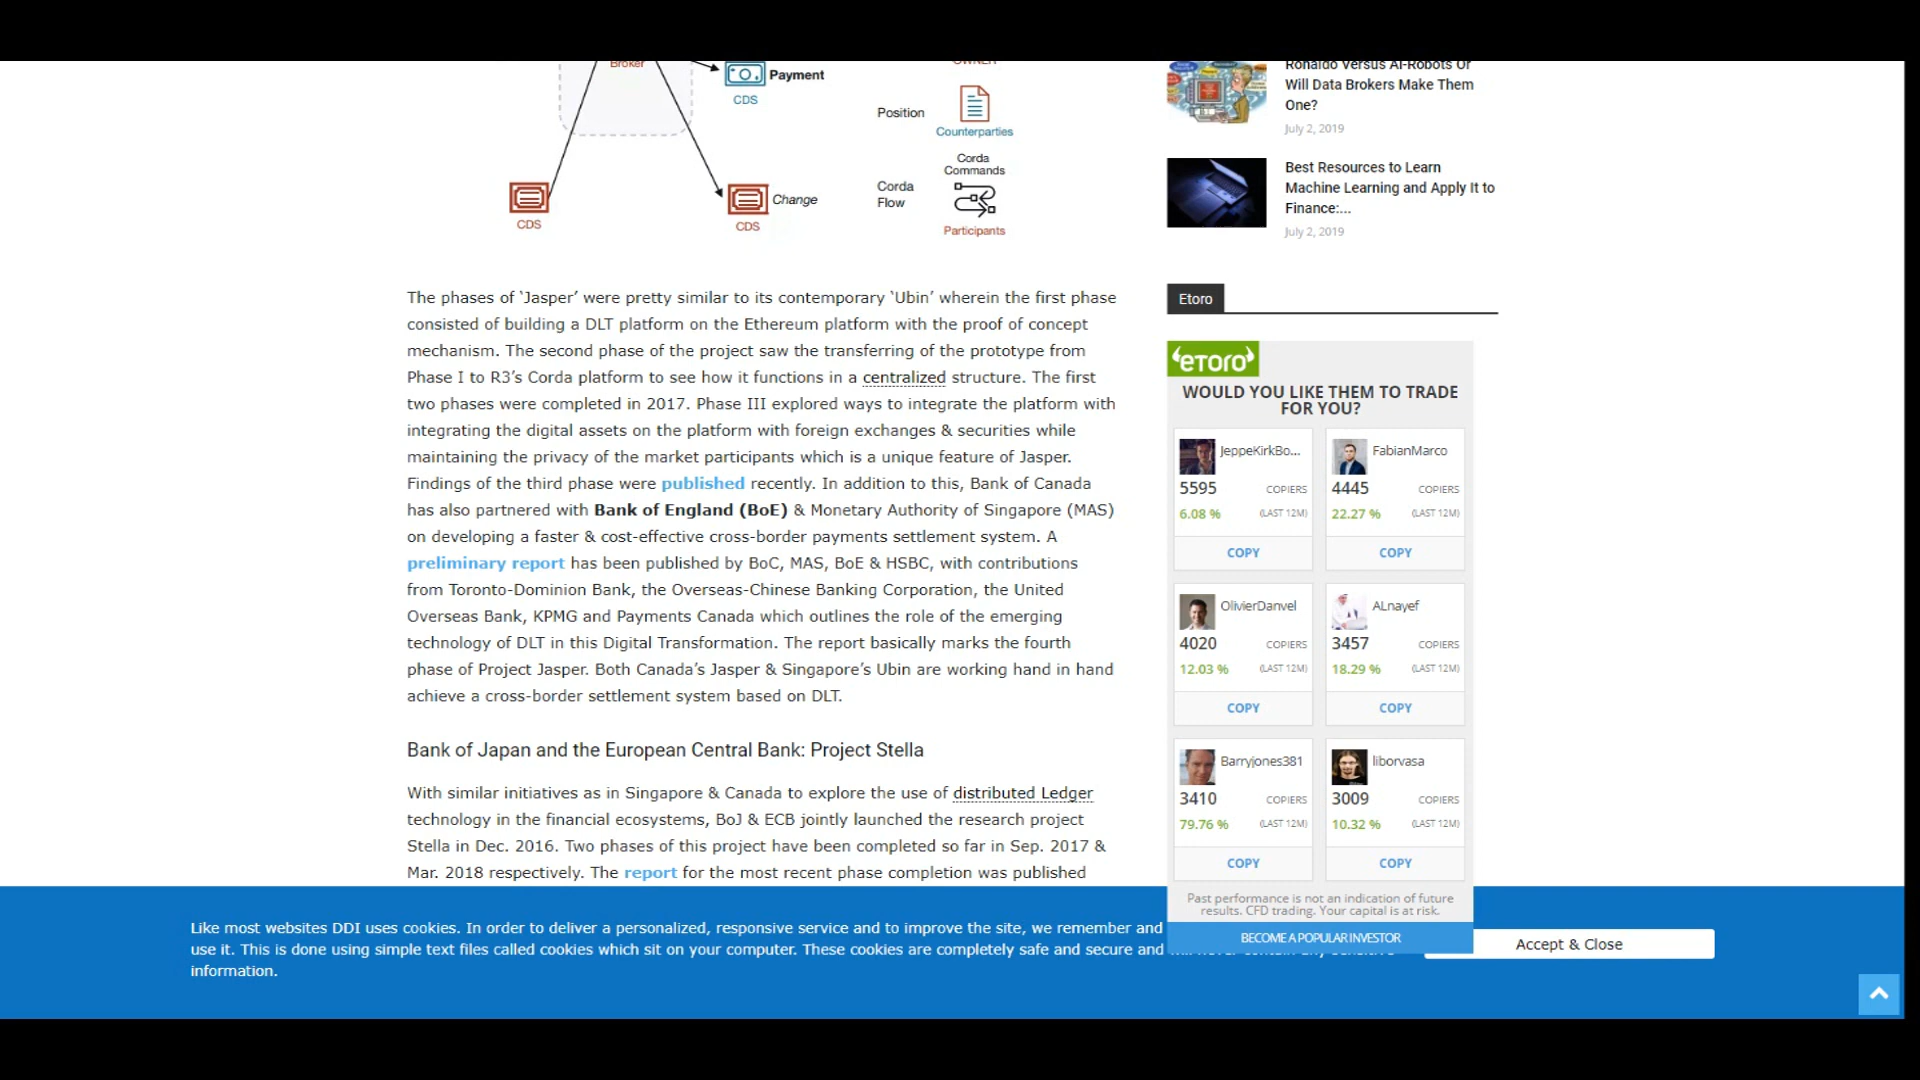 Broker
Payment
CDS
OWNER
Position
Counterparties
Corda
Commands
Corda
Flow
Participants
CDS
Change
CDS
The phases of ‘Jasper’ were pretty similar to its contemporary ‘Ubin’ wherein the first phase
consisted of building a DLT platform on the Ethereum platform with the proof of concept
mechanism. The second phase of the project saw the transferring of the prototype from
Phase I to R3’s Corda platform to see how it functions in a centralized structure. The first
two phases were completed in 2017. Phase III explored ways to integrate the platform with
integrating the digital assets on the platform with foreign exchanges & securities while
maintaining the privacy of the market participants which is a unique feature of Jasper.
Findings of the third phase were published recently. In addition to this, Bank of Canada
has also partnered with Bank of England (BoE) & Monetary Authority of Singapore (MAS)
on developing a faster & cost-effective cross-border payments settlement system. A
preliminary report has been published by BoC, MAS, BoE & HSBC, with contributions
from Toronto-Dominion Bank, the Overseas-Chinese Banking Corporation, the United
Overseas Bank, KPMG and Payments Canada which outlines the role of the emerging
technology of DLT in this Digital Transformation. The report basically marks the fourth
phase of Project Jasper. Both Canada’s Jasper & Singapore’s Ubin are working hand in hand
achieve a cross-border settlement system based on DLT.
Bank of Japan and the European Central Bank: Project Stella
With similar initiatives as in Singapore & Canada to explore the use of distributed Ledger
technology in the financial ecosystems, BoJ & ECB jointly launched the research project
Stella in Dec. 2016. Two phases of this project have been completed so far in Sep. 2017 &
Mar. 2018 respectively. The report for the most recent phase completion was published
Ronaldo Versus AI-Robots Or
Will Data Brokers Make Them
One?
July 2, 2019
Best Resources to Learn
Machine Learning and Apply It to
Finance:...
July 2, 2019
Etoro
eToro
WOULD YOU LIKE THEM TO TRADE
FOR YOU?
JeppeKirkBo...
5595 COPIERS
6.08 % (LAST 12M)
COPY
FabianMarco
4445 COPIERS
22.27 % (LAST 12M)
COPY
OlivierDanvel
4020 COPIERS
12.03 % (LAST 12M)
COPY
ALnayef
3457 COPIERS
18.29 % (LAST 12M)
COPY
BarryJones381
3410 COPIERS
79.76 % (LAST 12M)
COPY
liborvasa
3009 COPIERS
10.32 % (LAST 12M)
COPY
Past performance is not an indication of future
results. CFD trading. Your capital is at risk.
BECOME A POPULAR INVESTOR
Like most websites DDI uses cookies. In order to deliver a personalized, responsive service and to improve the site, we remember and
use it. This is done using simple text files called cookies which sit on your computer. These cookies are completely safe and secure and
information.
Accept & Close